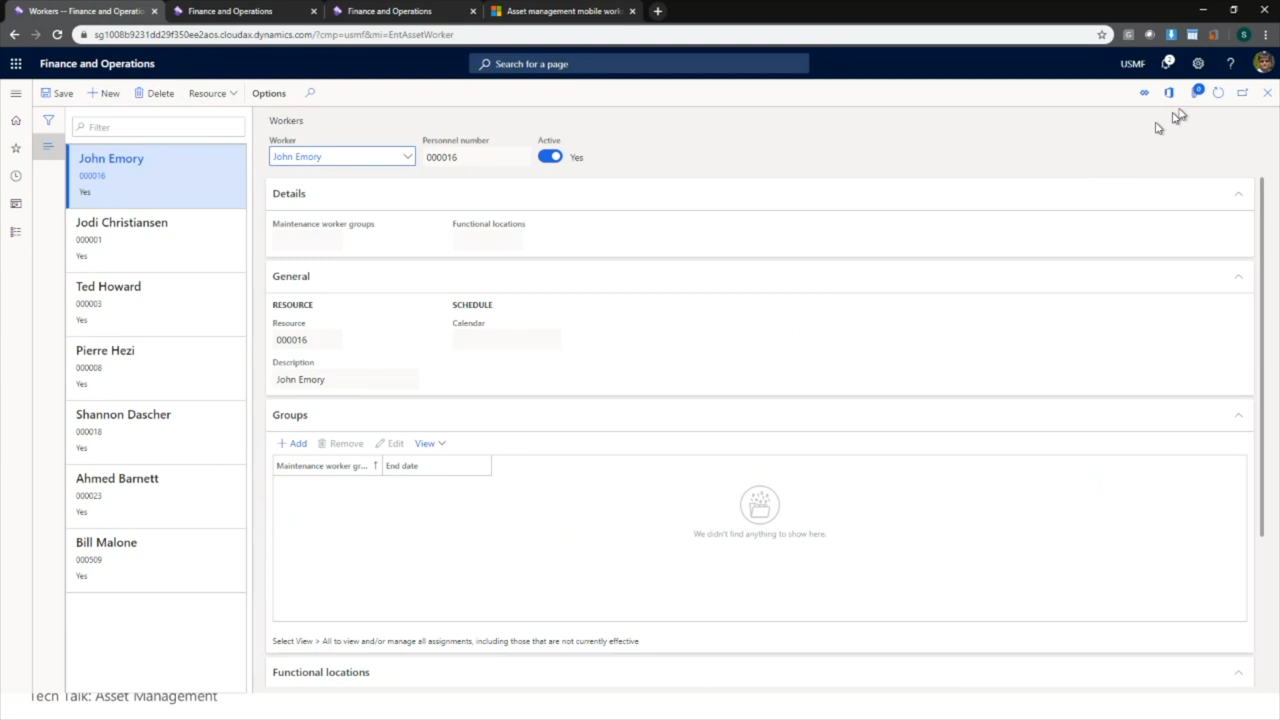 Workers -- Finance and Operatio
Finance and Operations
Finance and Operations
Asset management mobile work
sg1008b9231dd29f350ee2aos.cloudax.dynamics.com/?cmp=usmf&mi=EntAssetWorker
S
Finance and Operations
Search for a page
USMF
Save
New
Delete
Resource
Options
0
Filter
John Emory
000016
Yes
Jodi Christiansen
000001
Yes
Ted Howard
000003
Yes
Pierre Hezi
000008
Yes
Shannon Dascher
000018
Yes
Ahmed Barnett
000023
Yes
Bill Malone
000509
Yes
Workers
Worker Personnel number Active
John Emory 000016 Yes
Details
Maintenance worker groups Functional locations
General
RESOURCE SCHEDULE
Resource Calendar
000016
Description
John Emory
Groups
Add Remove Edit View
Maintenance worker gr... End date
We didn't find anything to show here.
Select View > All to view and/or manage all assignments, including those that are not currently effective
Functional locations
Tech Talk: Asset Management